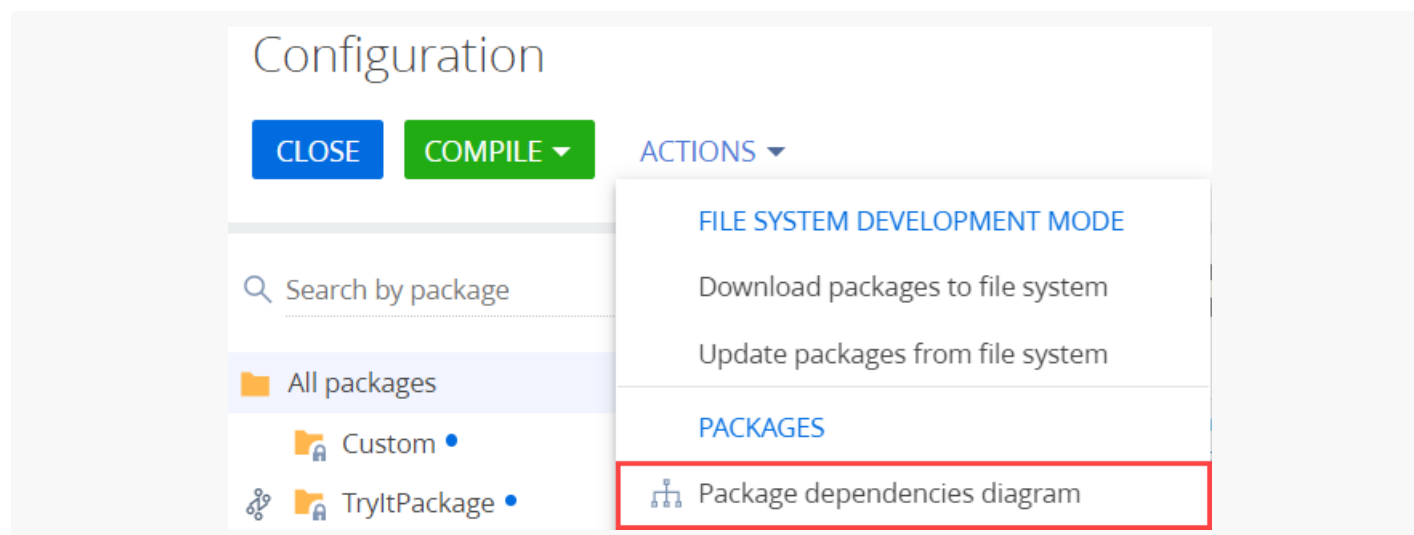 Configuration
CLOSE
COMPILE
ACTIONS
FILE SYSTEM DEVELOPMENT MODE
Search by package
Download packages to file system
Update packages from file system
All packages
PACKAGES
Custom
Package dependencies diagram
TryItPackage